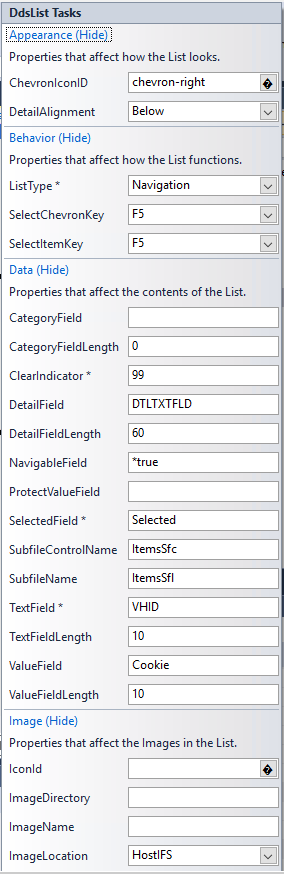 DdsList Tasks
Appearance (Hide)
Properties that affect how the List looks.
ChevronIconID chevron-right
DetailAlignment Below
Behavior (Hide)
Properties that affect how the List functions.
ListType * Navigation
SelectChevronKey F5
SelectItemKey F5
Data (Hide)
Properties that affect the contents of the List.
CategoryField
CategoryFieldLength 0
ClearIndicator * 99
DetailField DTLTXTFLD
DetailFieldLength 60
NavigableField *true
ProtectValueField
SelectedField * Selected
SubfileControlName ItemsSfc
SubfileName ItemsSfl
TextField * VHID
TextFieldLength 10
ValueField Cookie
ValueFieldLength 10
Image (Hide)
Properties that affect the Images in the List.
IconId
ImageDirectory
ImageName
ImageLocation HostIFS